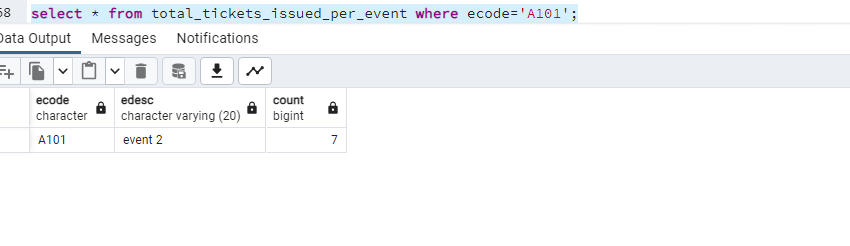 58 select * from total_tickets_issued_per_event where ecode='A101';
Data Output Messages Notifications
ecode edesc count
character character varying (20) bigint
A101 event 2 7